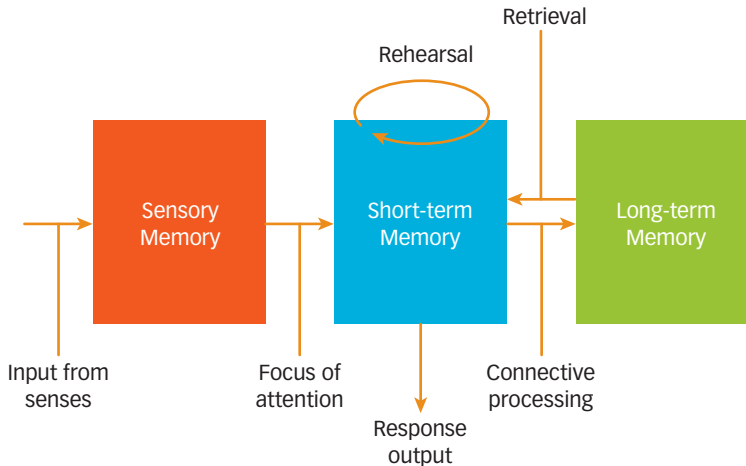 Retrieval
Rehearsal
Sensory
Memory
Short-term
Memory
Long-term
Memory
Input from
senses
Focus of
attention
Connective
processing
Response
output